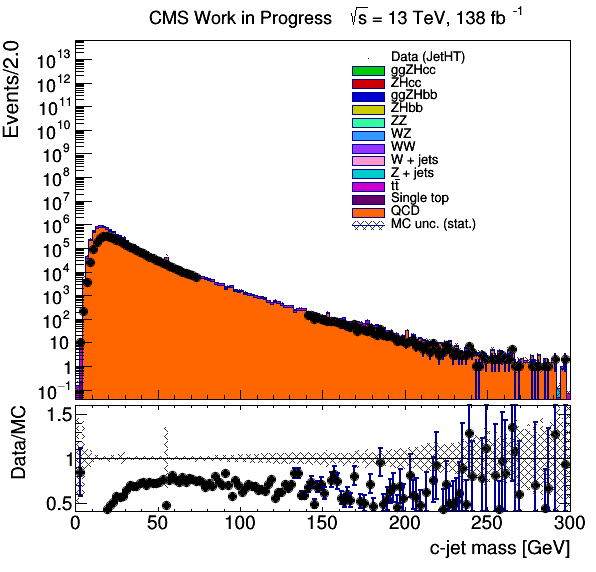 CMS Work in Progress √s = 13 TeV, 138 fb⁻¹
Events/2.0
10¹³
10¹²
10¹¹
10¹⁰
10⁹
10⁸
10⁷
10⁶
10⁵
10⁴
10³
10²
10
1
10⁻¹
Data (JetHT)
ggZHcc
ZHcc
ggZHbb
ZHbb
ZZ
WZ
WW
W + jets
Z + jets
tt̄
Single top
QCD
MC unc. (stat.)
Data/MC
1.5
1
0.5
0 50 100 150 200 250 300
c-jet mass [GeV]